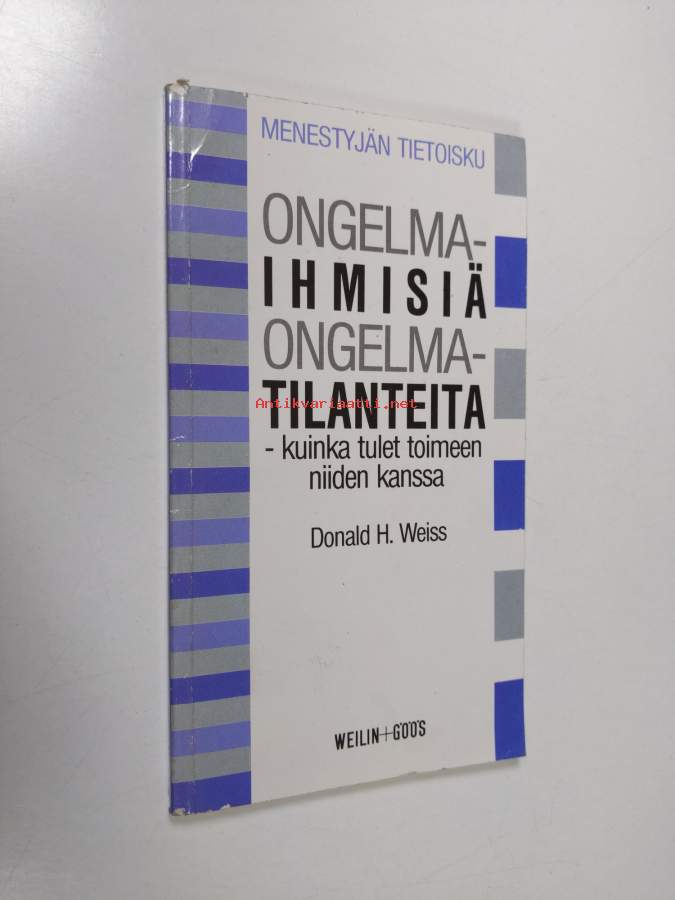 MENESTYJÄN TIETOISKU
ONGELMA-
IHMISIÄ
ONGELMA-
TILANTEITA
Antikvariaatti.net
- kuinka tulet toimeen
niiden kanssa
Donald H. Weiss
WEILIN+GÖÖS